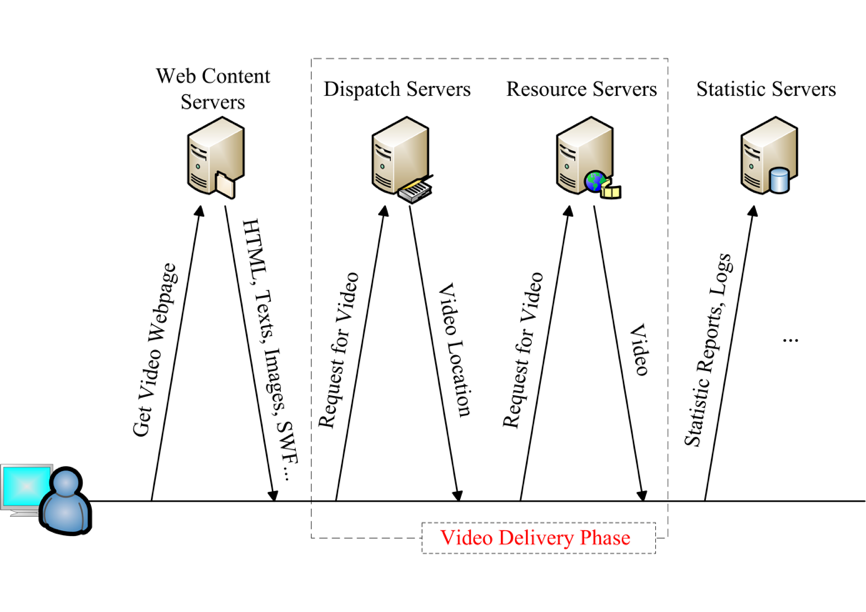 Web Content
Servers
Dispatch Servers
Resource Servers
Statistic Servers
Get Video Webpage
HTML, Texts, Images, SWF...
Request for Video
Video Location
Request for Video
Video
Statistic Reports, Logs
...
Video Delivery Phase